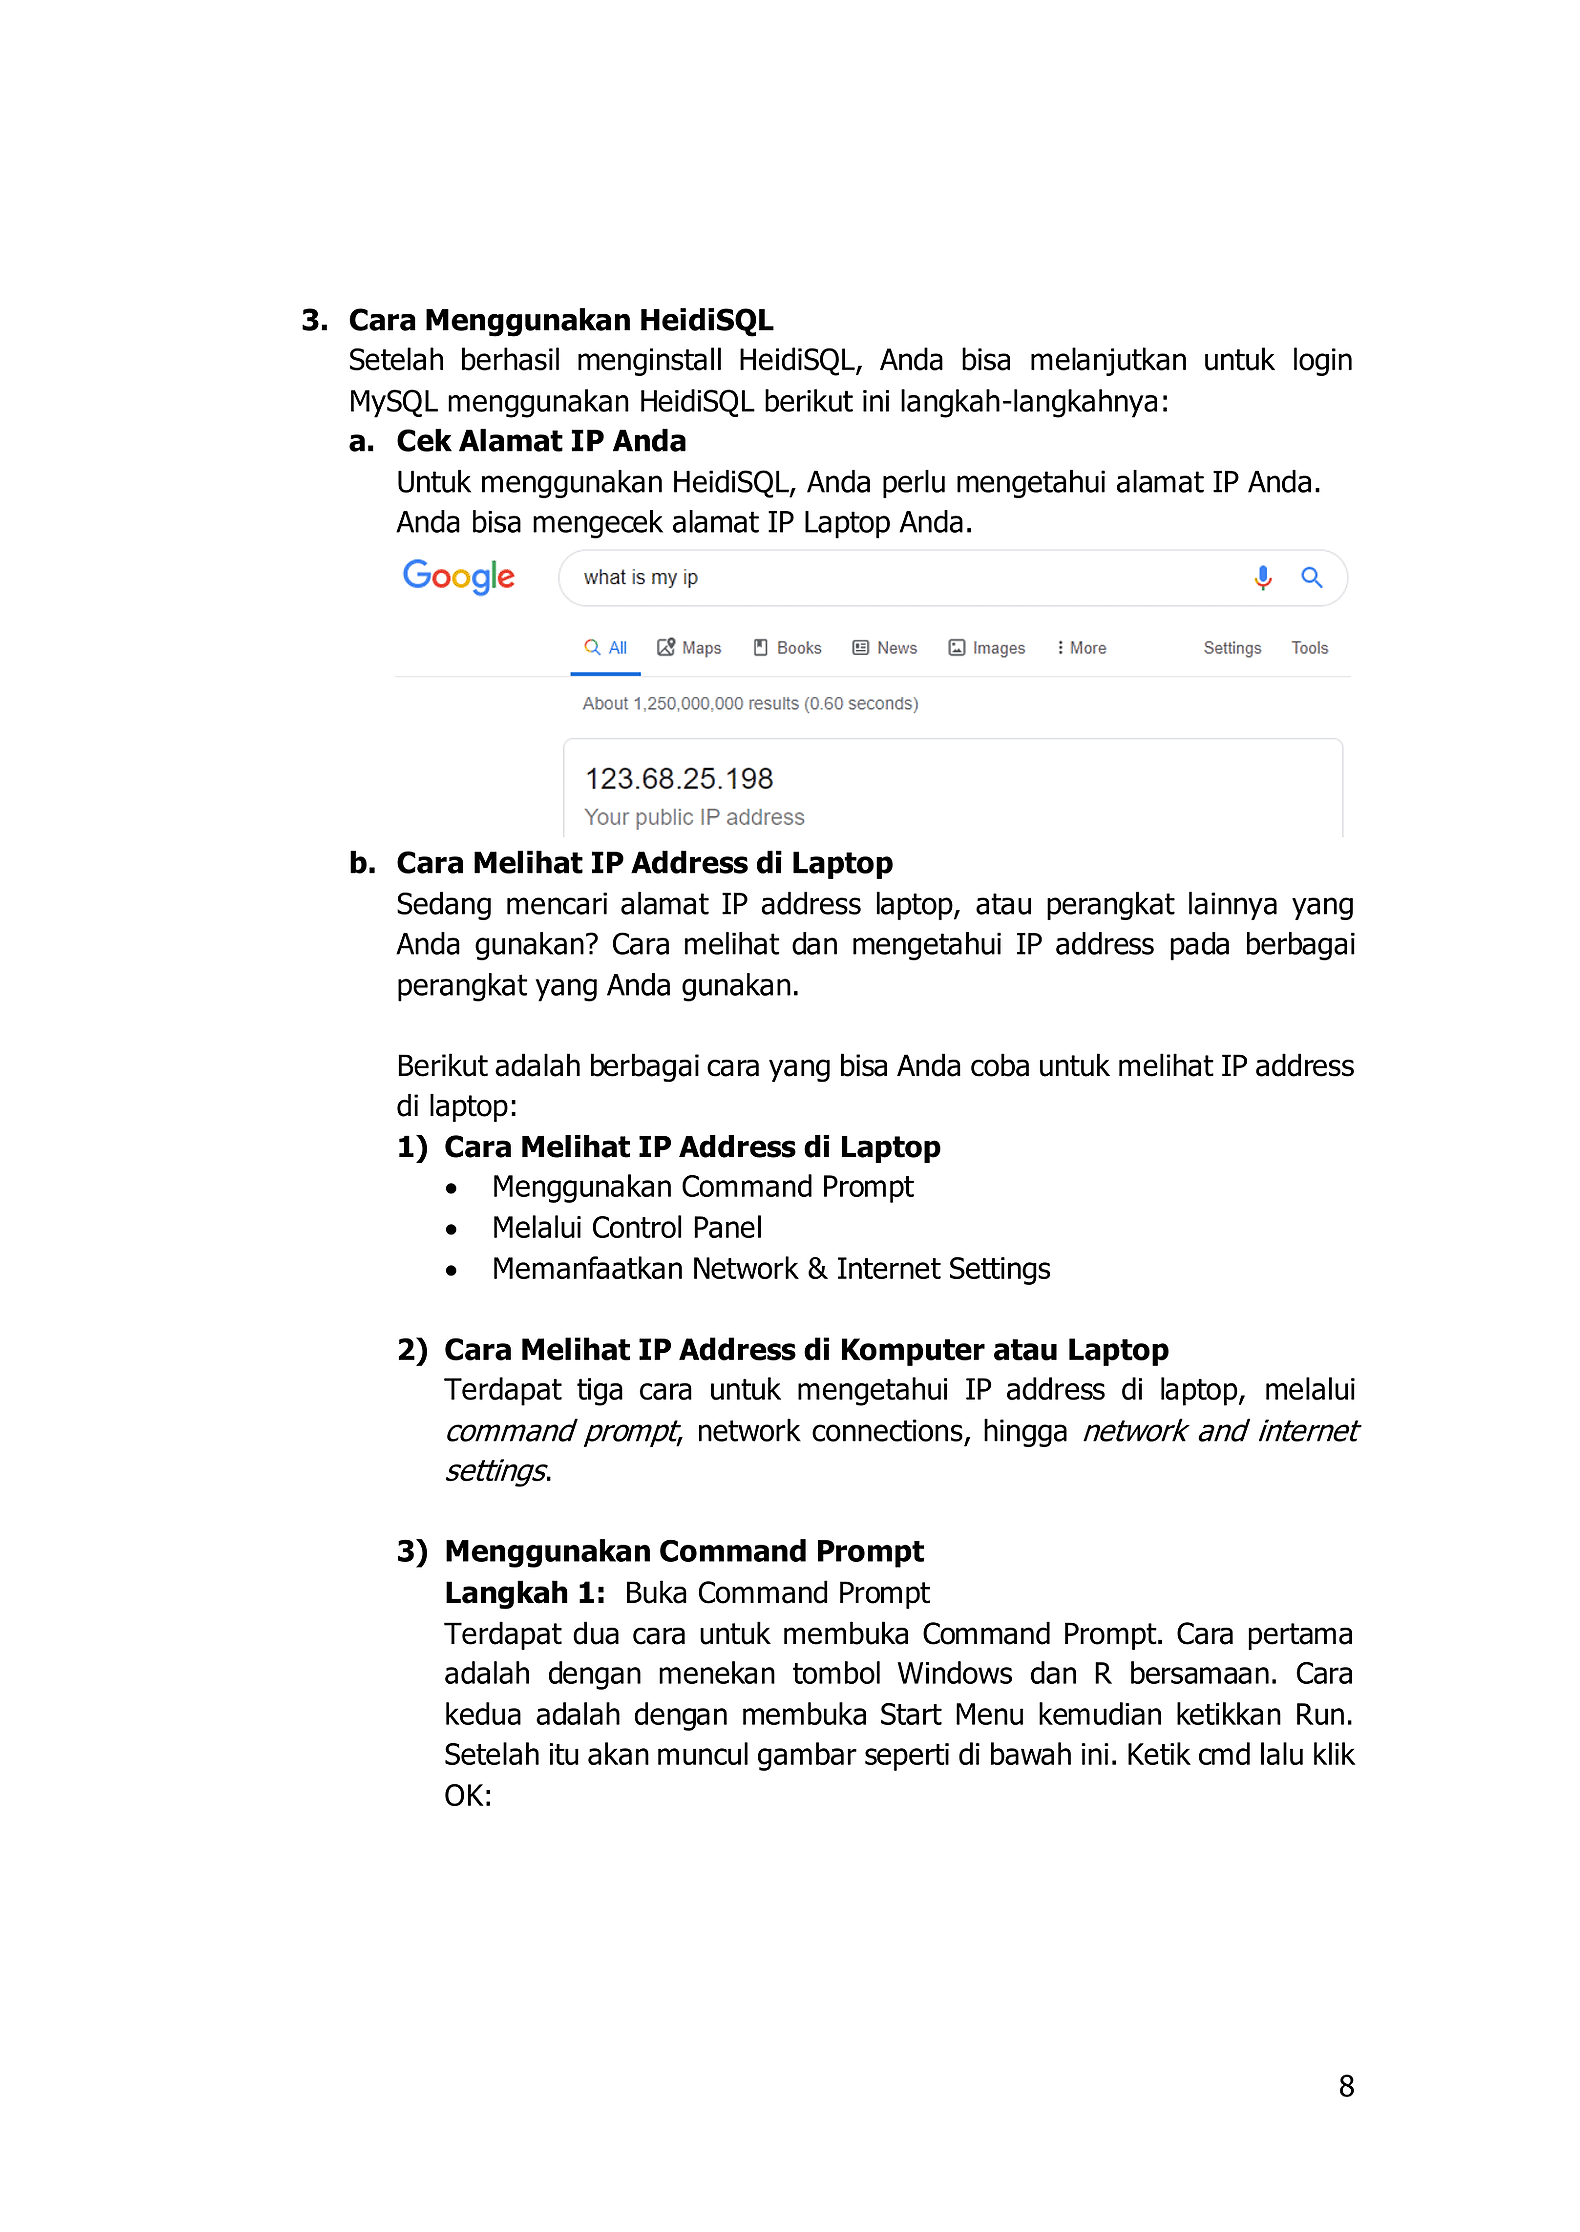 3. Cara Menggunakan HeidiSQL
Setelah berhasil menginstall HeidiSQL, Anda bisa melanjutkan untuk login
MySQL menggunakan HeidiSQL berikut ini langkah-langkahnya:
a. Cek Alamat IP Anda
Untuk menggunakan HeidiSQL, Anda perlu mengetahui alamat IP Anda.
Anda bisa mengecek alamat IP Laptop Anda.
Google what is my ip
All Maps Books News Images More Settings Tools
About 1,250,000,000 results (0.60 seconds)
123.68.25.198
Your public IP address
b. Cara Melihat IP Address di Laptop
Sedang mencari alamat IP address laptop, atau perangkat lainnya yang
Anda gunakan? Cara melihat dan mengetahui IP address pada berbagai
perangkat yang Anda gunakan.
Berikut adalah berbagai cara yang bisa Anda coba untuk melihat IP address
di laptop:
1) Cara Melihat IP Address di Laptop
• Menggunakan Command Prompt
• Melalui Control Panel
• Memanfaatkan Network & Internet Settings
2) Cara Melihat IP Address di Komputer atau Laptop
Terdapat tiga cara untuk mengetahui IP address di laptop, melalui
command prompt, network connections, hingga network and internet
settings.
3) Menggunakan Command Prompt
Langkah 1: Buka Command Prompt
Terdapat dua cara untuk membuka Command Prompt. Cara pertama
adalah dengan menekan tombol Windows dan R bersamaan. Cara
kedua adalah dengan membuka Start Menu kemudian ketikkan Run.
Setelah itu akan muncul gambar seperti di bawah ini. Ketik cmd lalu klik
OK:
8